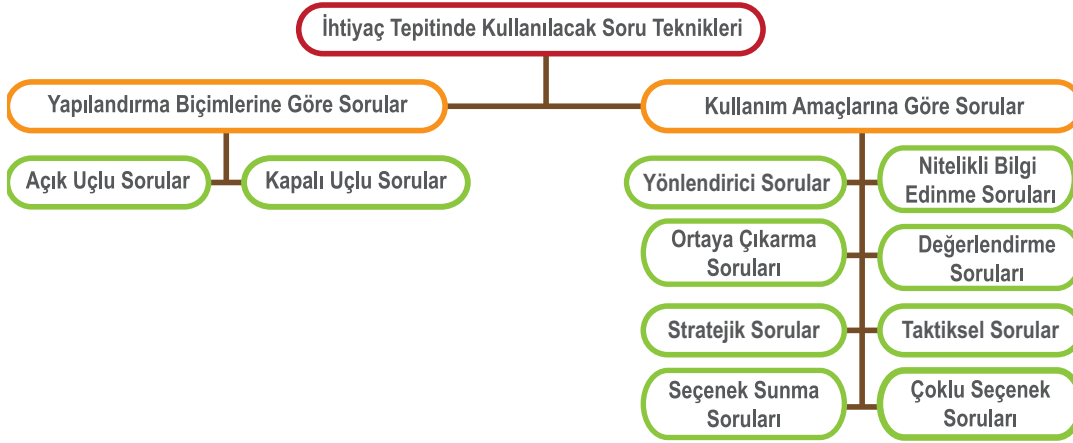 İhtiyaç Tepitinde Kullanılacak Soru Teknikleri
Yapılandırma Biçimlerine Göre Sorular
Kullanım Amaçlarına Göre Sorular
Açık Uçlu Sorular
Kapalı Uçlu Sorular
Yönlendirici Sorular
Nitelikli Bilgi
Edinme Soruları
Ortaya Çıkarma
Soruları
Değerlendirme
Soruları
Stratejik Sorular
Taktiksel Sorular
Seçenek Sunma
Soruları
Çoklu Seçenek
Soruları